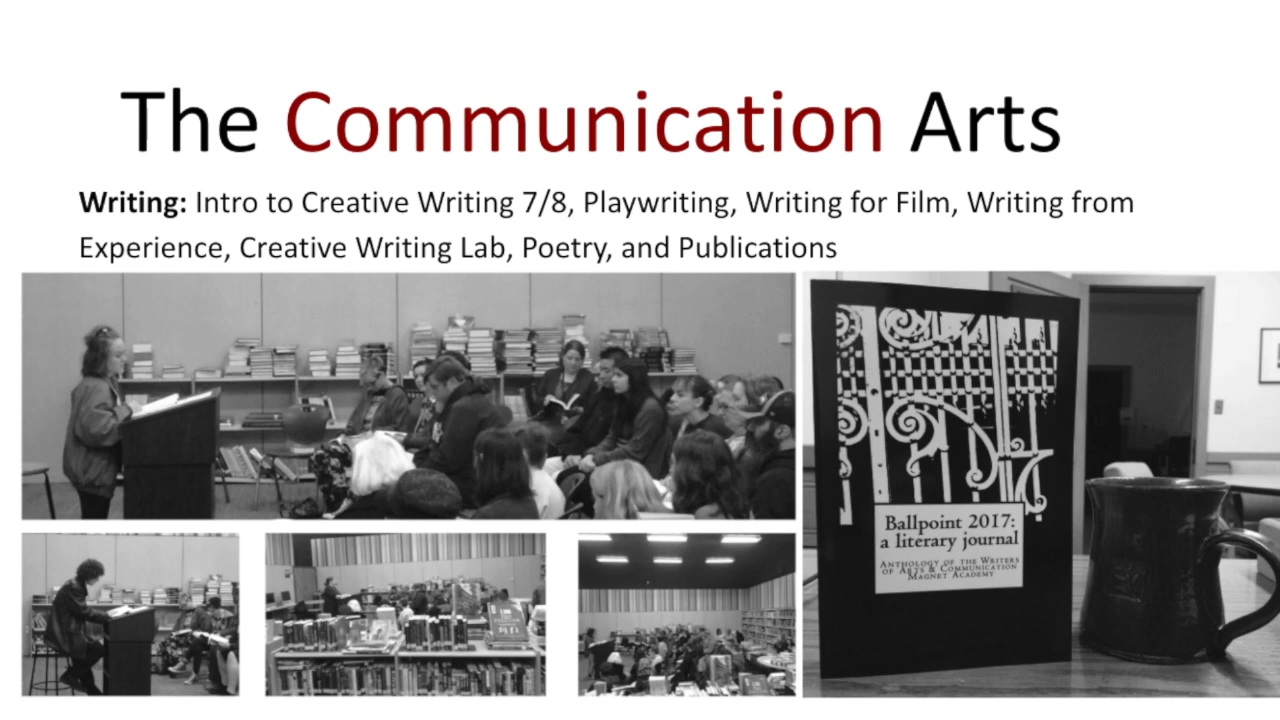 The Communication Arts
Writing: Intro to Creative Writing 7/8, Playwriting, Writing for Film, Writing from
Experience, Creative Writing Lab, Poetry, and Publications
Ballpoint 2017:
a literary journal
Anthology of the Writers
of Arts & Communication
Magnet Academy